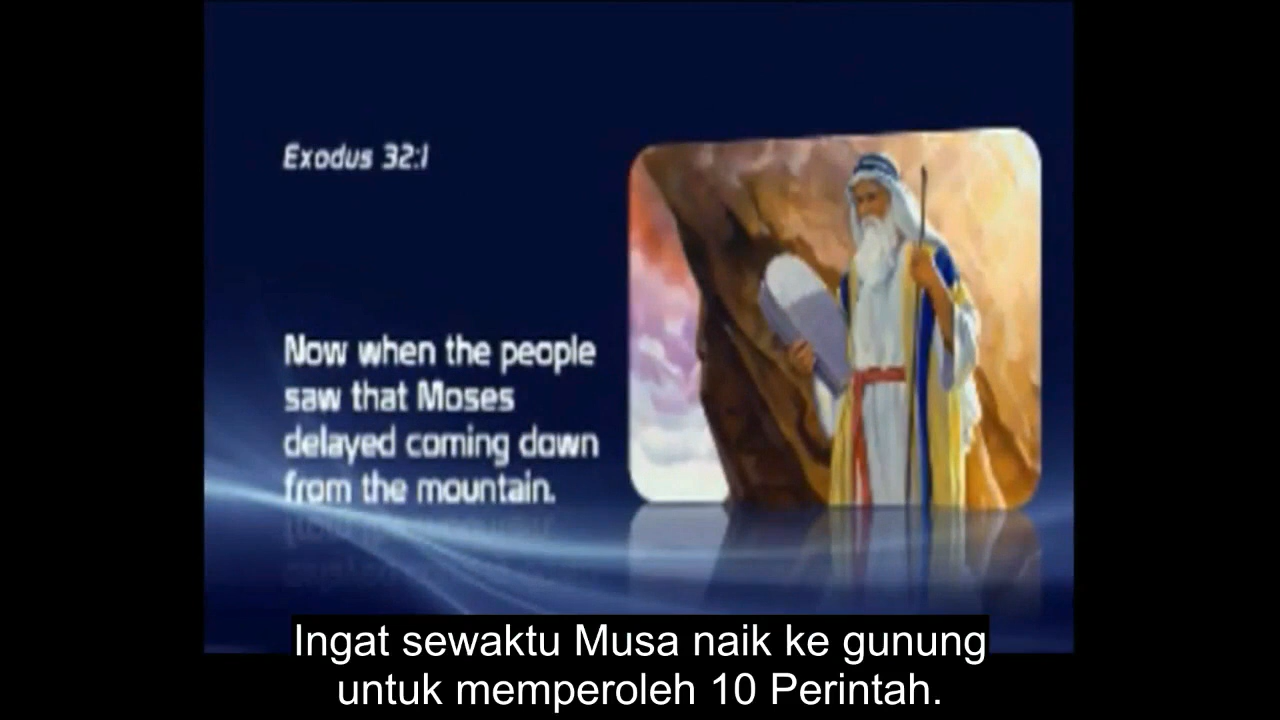 Exodus 32:1
Now when the people
saw that Moses
delayed coming down
from the mountain.
Ingat sewaktu Musa naik ke gunung
untuk memperoleh 10 Perintah.